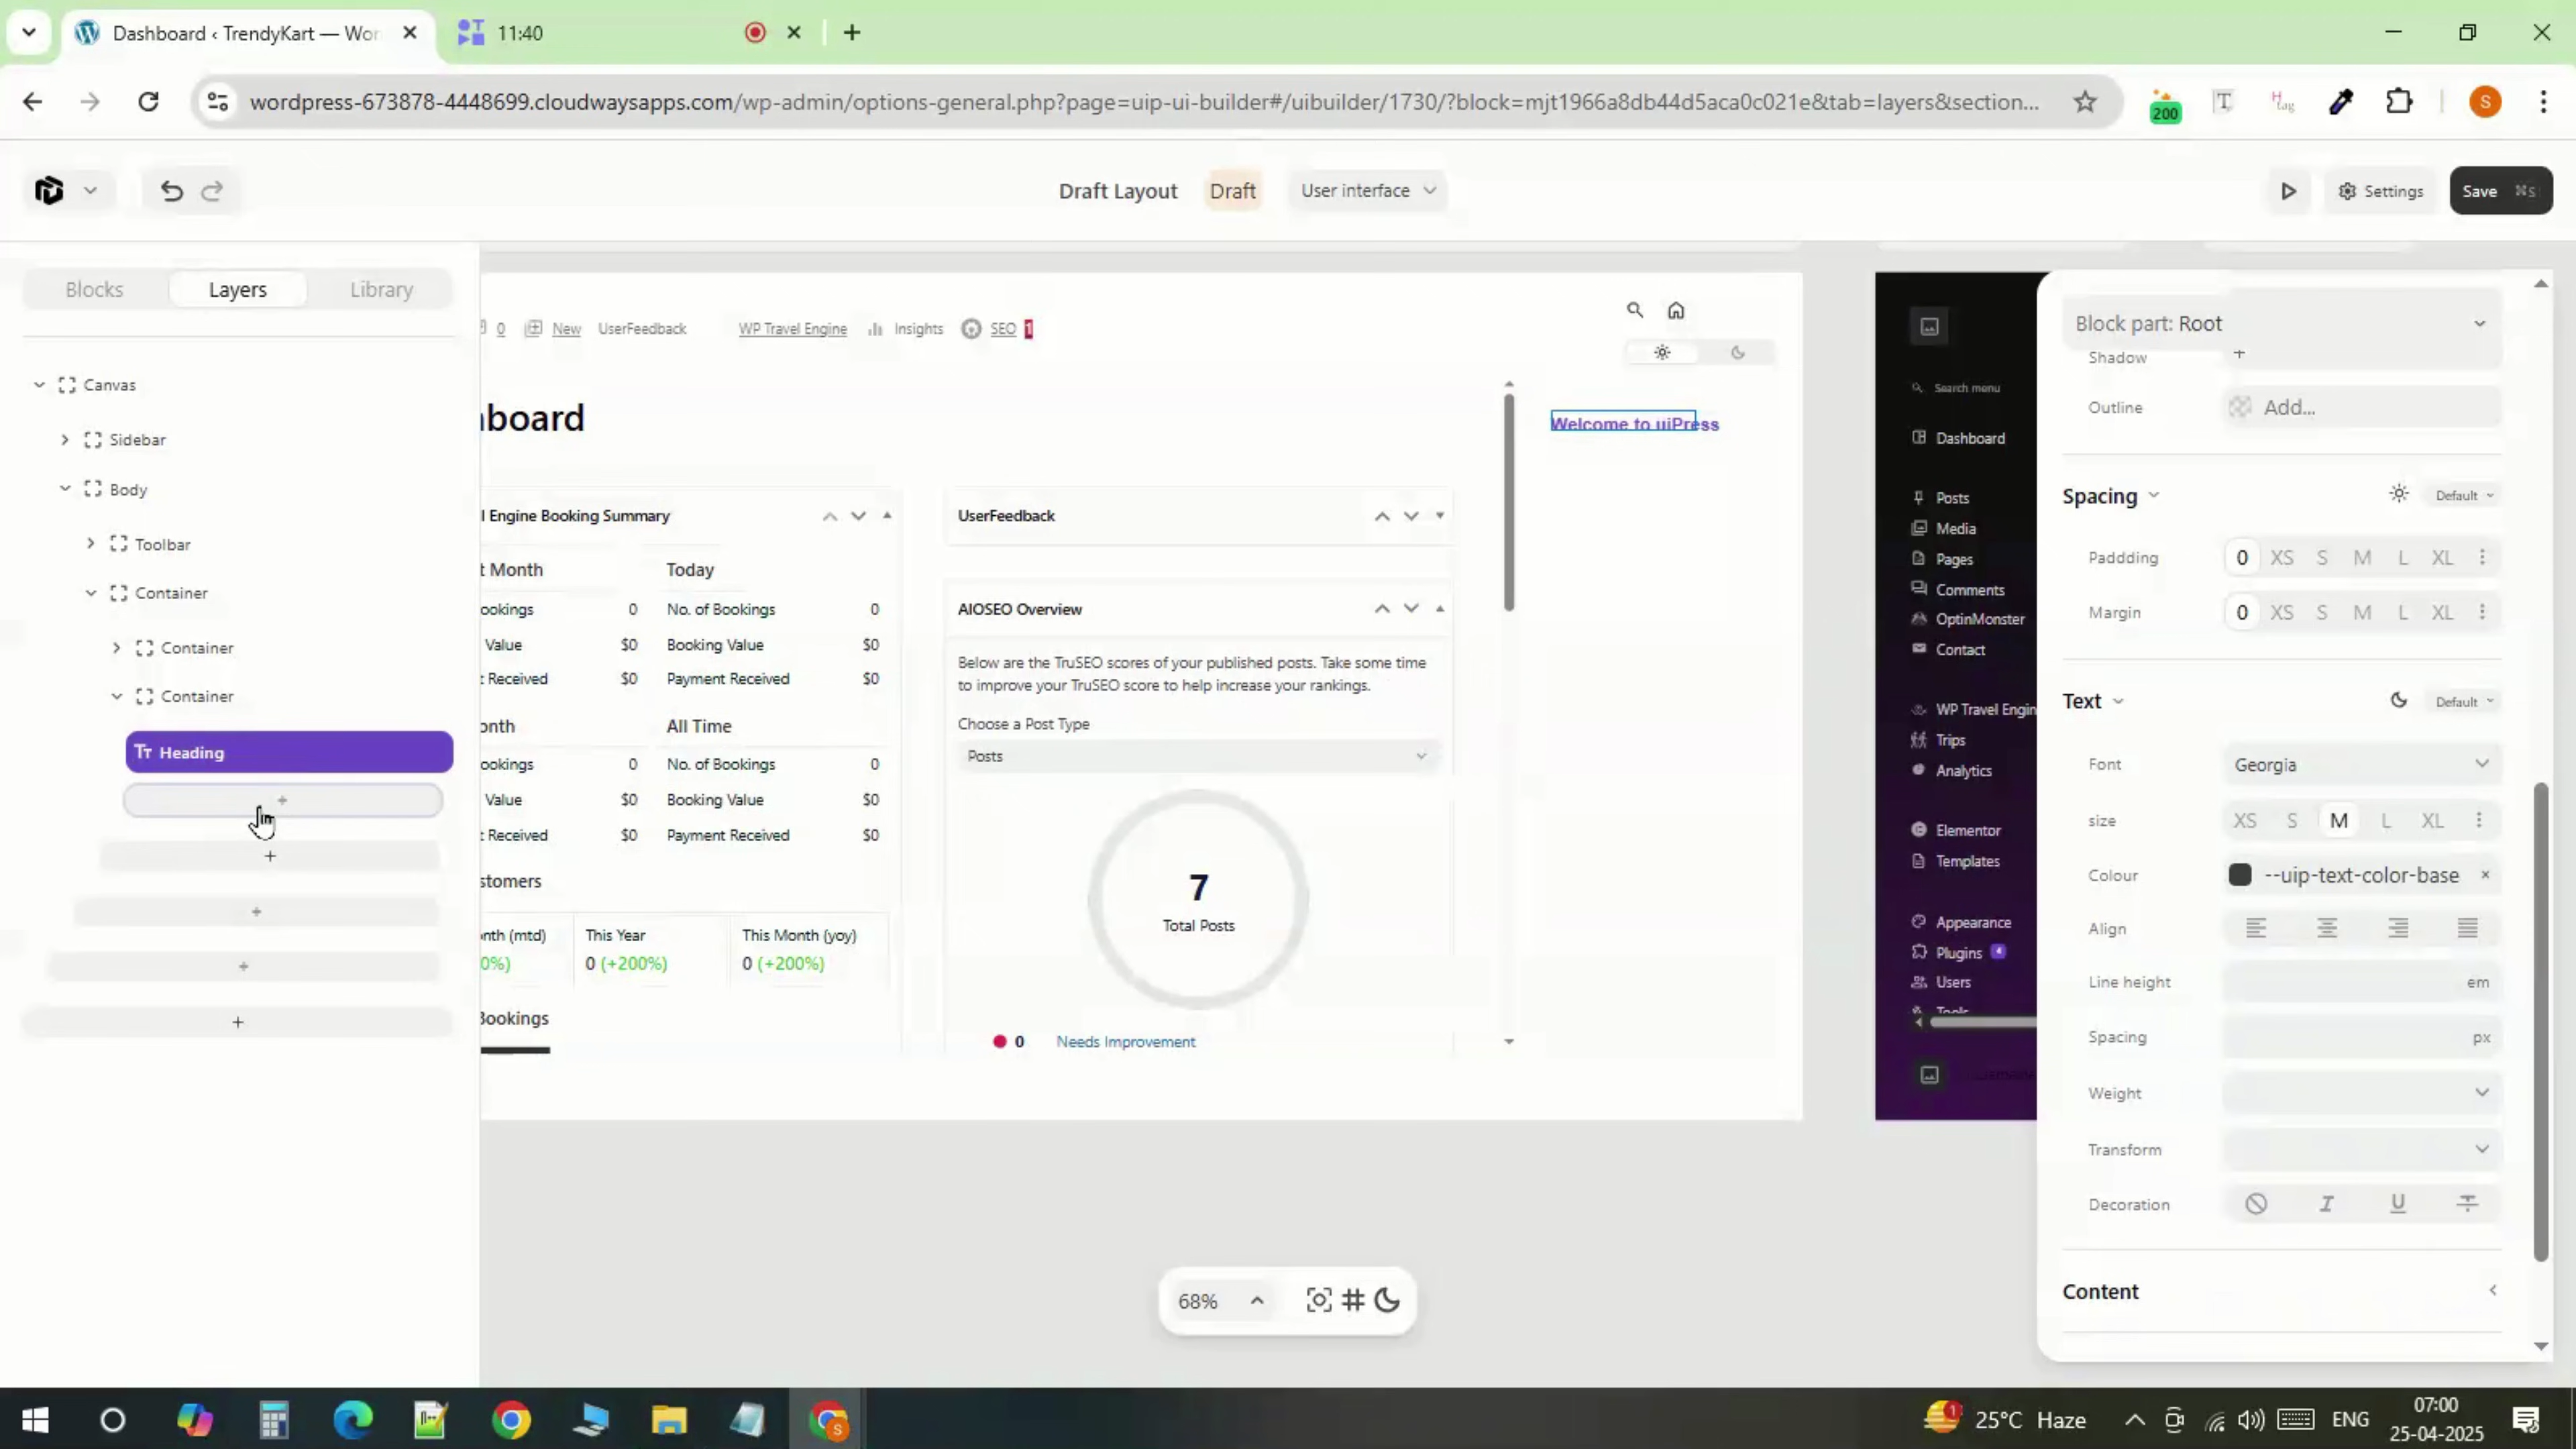 Dashboard ‹ TrendyKart — Wor
11:40
wordpress-673878-4448699.cloudwaysapps.com/wp-admin/options-general.php?page=uip-ui-builder#/uibuilder/1730/?block=mjt1966a8db44d5aca0c021e&tab=layers&section...
200
T
S
Draft Layout
Draft
User interface
Settings
Save
Blocks
Layers
Library
Canvas
Sidebar
Body
Toolbar
Container
Container
Container
Heading
0
New
UserFeedback
WP Travel Engine
Insights
SEO
1
board
Engine Booking Summary
Month
Today
ookings
0
No. of Bookings
0
Value
$0
Booking Value
$0
Received
$0
Payment Received
$0
onth
All Time
ookings
0
No. of Bookings
0
Value
$0
Booking Value
$0
Received
$0
Payment Received
$0
stomers
nth (mtd)
This Year
This Month (yoy)
0%)
0 (+200%)
0 (+200%)
Bookings
UserFeedback
AIOSEO Overview
Below are the TruSEO scores of your published posts. Take some time
to improve your TruSEO score to help increase your rankings.
Choose a Post Type
Posts
7
Total Posts
0
Needs Improvement
Welcome to uiPress
Search menu
Dashboard
Posts
Media
Pages
Comments
OptinMonster
Contact
WP Travel Engin
Trips
Analytics
Elementor
Templates
Appearance
Plugins
4
Users
Tools
Block part: Root
Shadow
Outline
Add...
Spacing
Default
Paddding
0 XS S M L XL
Margin
0 XS S M L XL
Text
Default
Font
Georgia
size
XS S M L XL
Colour
--uip-text-color-base
Align
Line height
em
Spacing
px
Weight
Transform
Decoration
Content
68%
25°C Haze
ENG
07:00
25-04-2025